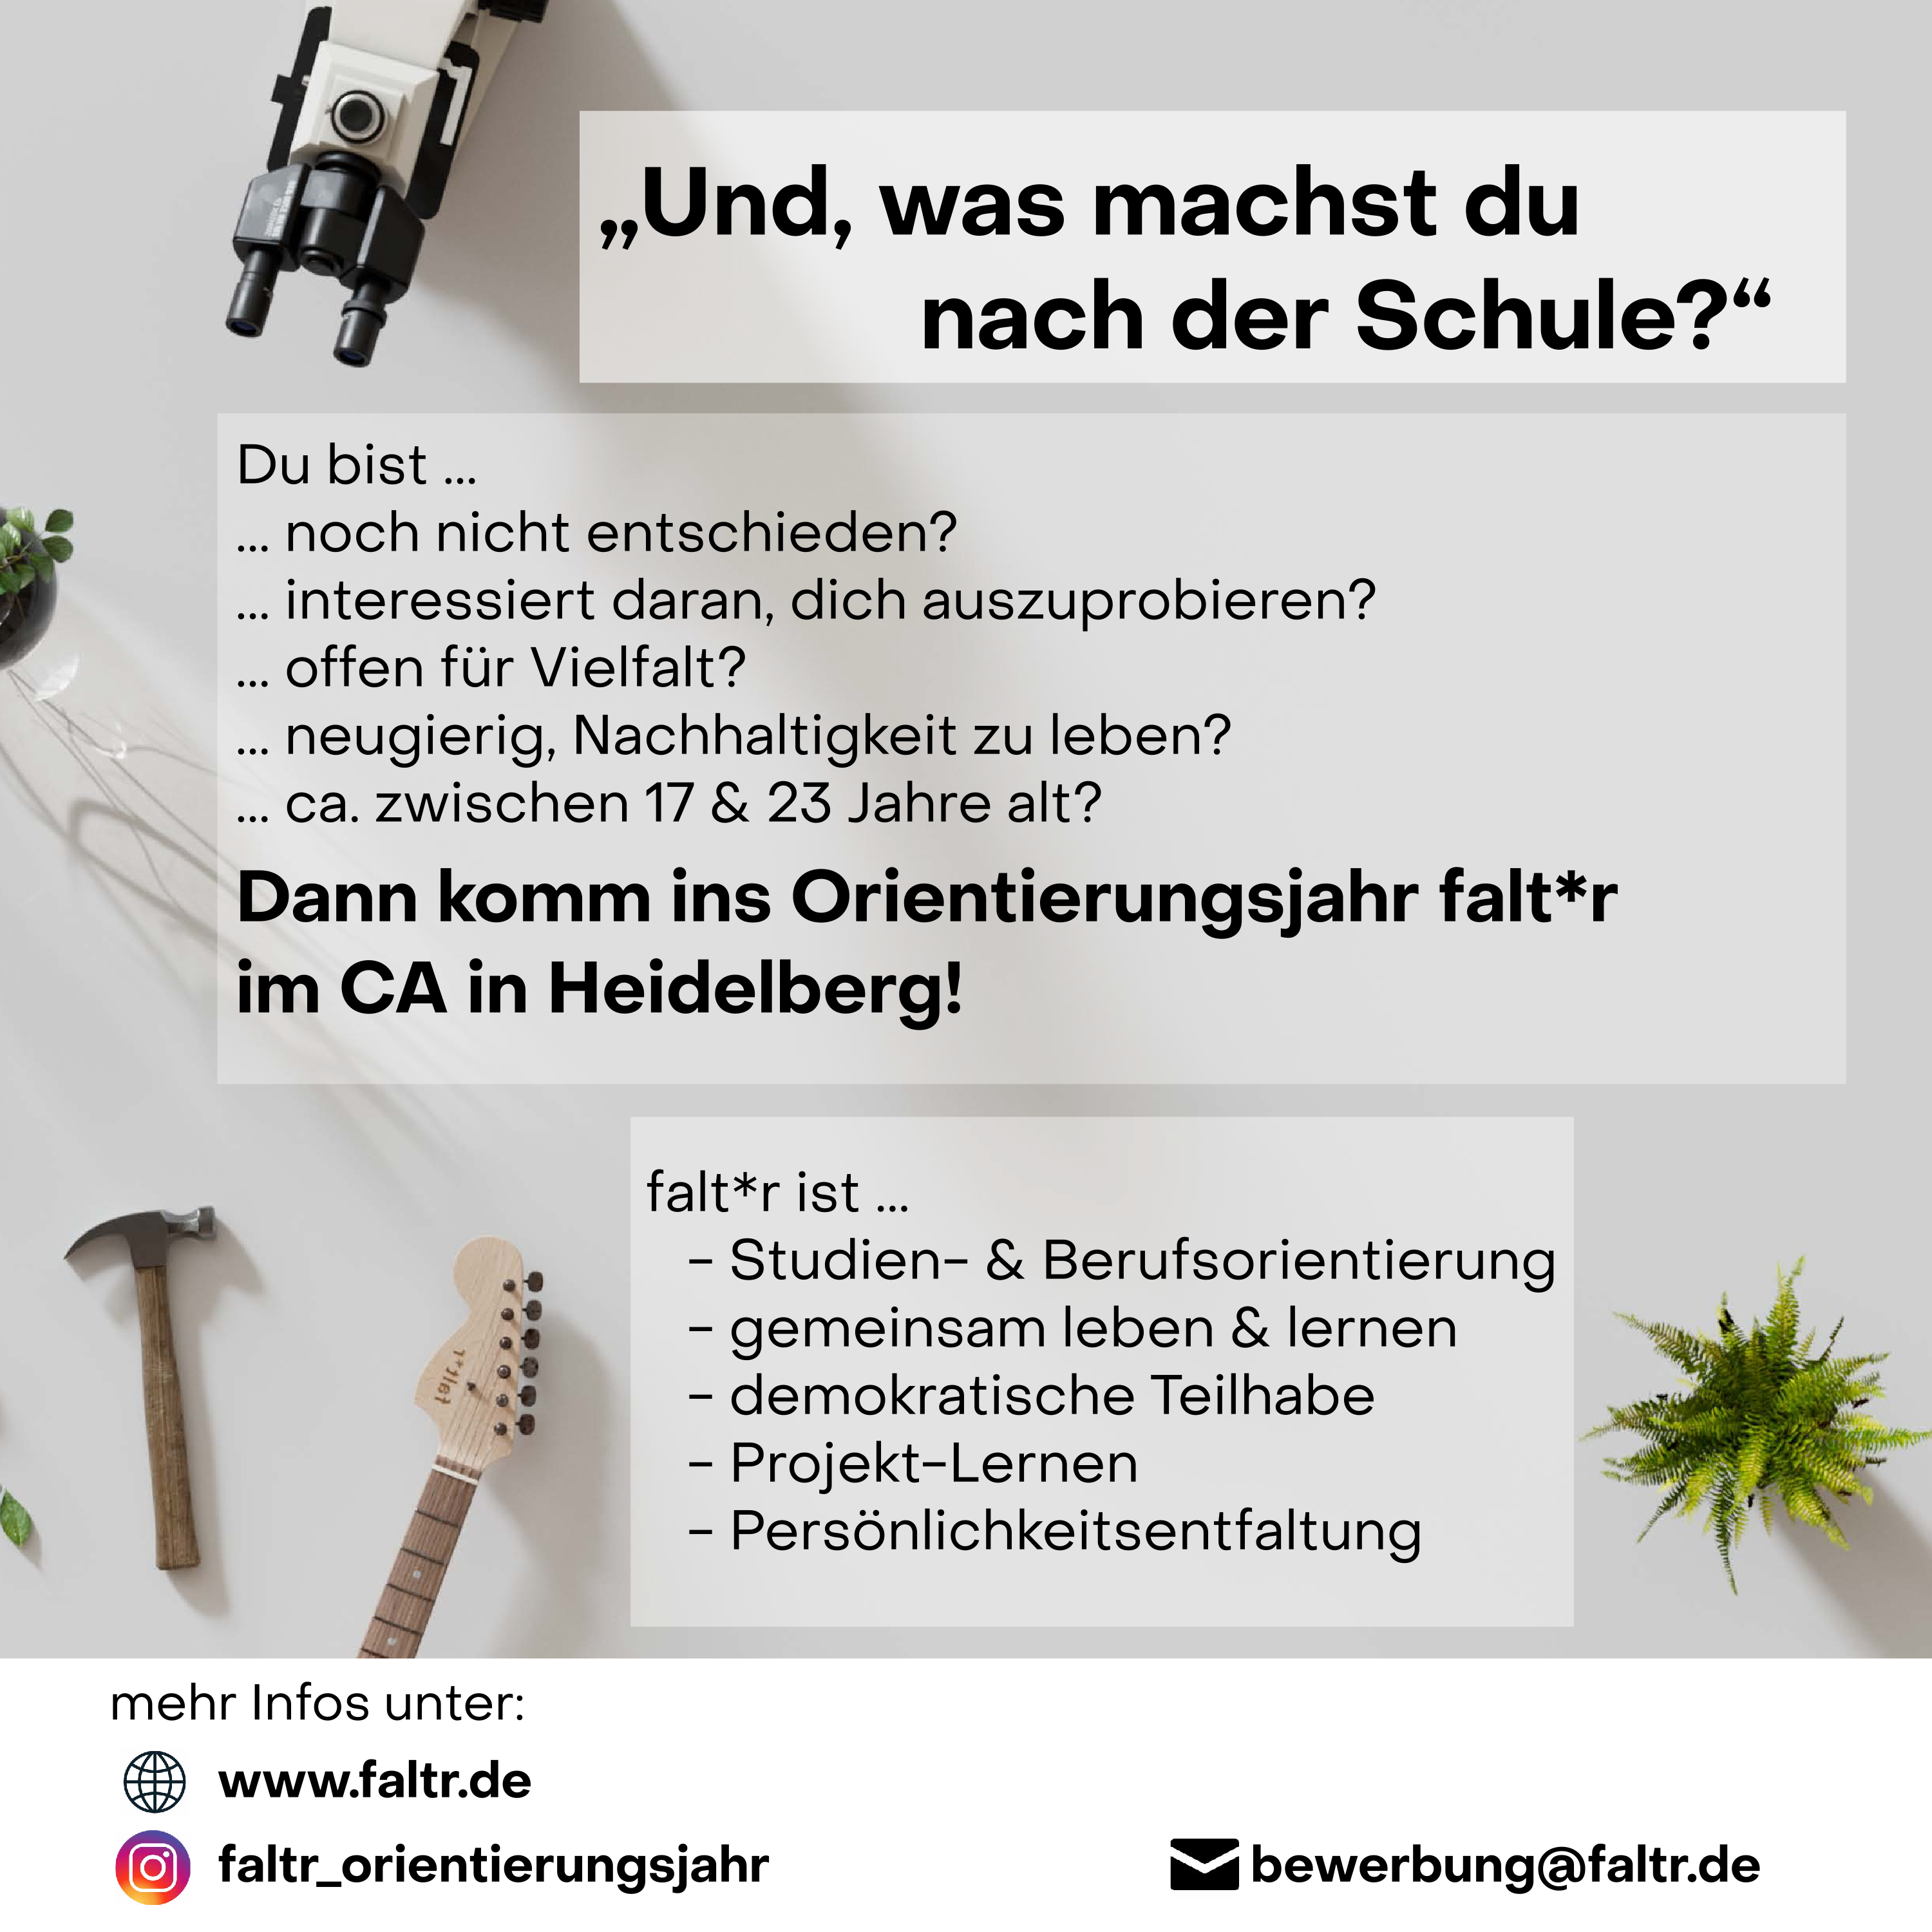 „Und, was machst du
nach der Schule?“
Du bist ...
... noch nicht entschieden?
... interessiert daran, dich auszuprobieren?
... offen für Vielfalt?
... neugierig, Nachhaltigkeit zu leben?
... ca. zwischen 17 & 23 Jahre alt?
Dann komm ins Orientierungsjahr falt*r
im CA in Heidelberg!
falt*r ist ...
– Studien- & Berufsorientierung
– gemeinsam leben & lernen
– demokratische Teilhabe
– Projekt-Lernen
– Persönlichkeitsentfaltung
falt*r
mehr Infos unter:
www.faltr.de
faltr_orientierungsjahr
bewerbung@faltr.de